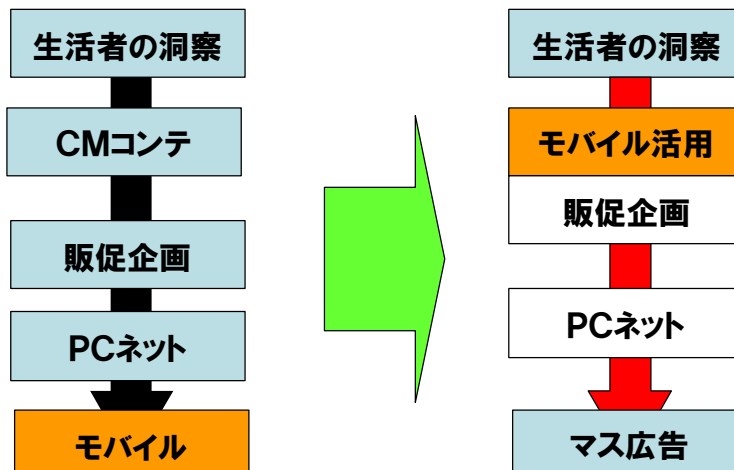 生活者の洞察
CMコンテ
販促企画
PCネット
モバイル
生活者の洞察
モバイル活用
販促企画
PCネット
マス広告